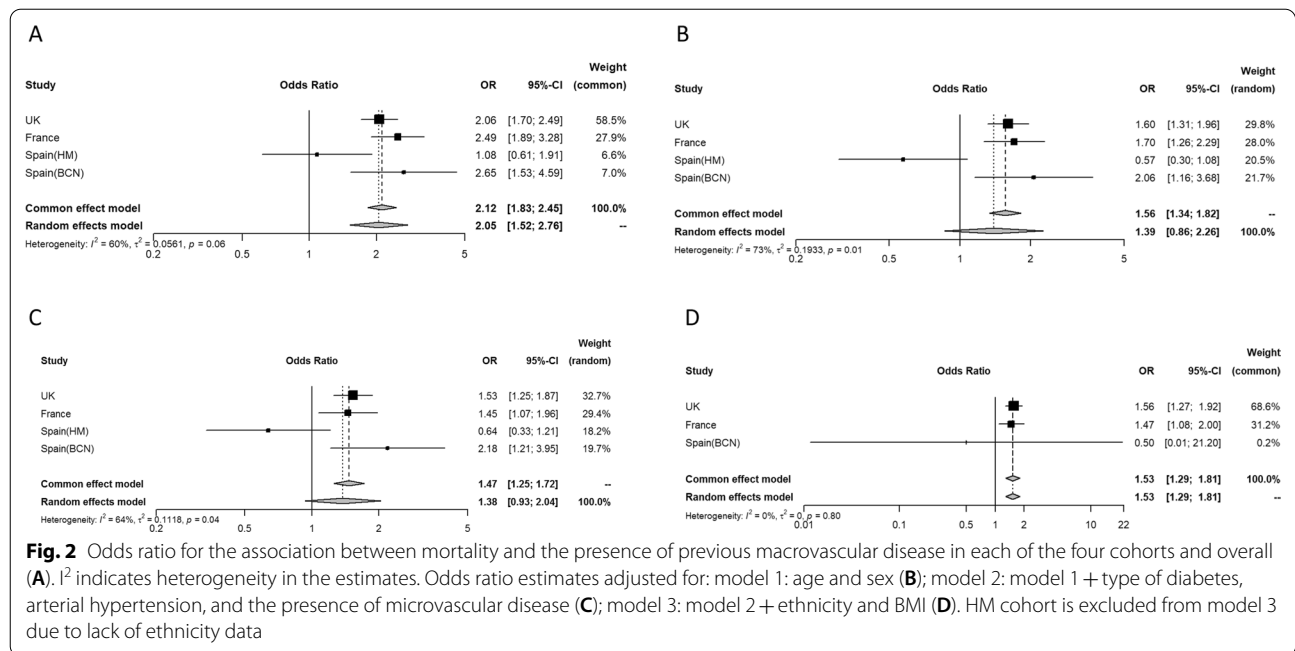 A
Weight
Study Odds Ratio OR 95%-CI (common)
UK 2.06 [1.70; 2.49] 58.5%
France 2.49 [1.89; 3.28] 27.9%
Spain(HM) 1.08 [0.61; 1.91] 6.6%
Spain(BCN) 2.65 [1.53; 4.59] 7.0%
Common effect model 2.12 [1.83; 2.45] 100.0%
Random effects model 2.05 [1.52; 2.76] --
Heterogeneity: I² = 60%, τ² = 0.0561, p = 0.06
0.2 1 2 5
B
Weight
Study Odds Ratio OR 95%-CI (random)
UK 1.60 [1.31; 1.96] 29.8%
France 1.70 [1.26; 2.29] 28.0%
Spain(HM) 0.57 [0.30; 1.08] 20.5%
Spain(BCN) 2.06 [1.16; 3.68] 21.7%
Common effect model 1.56 [1.34; 1.82] --
Random effects model 1.39 [0.86; 2.26] 100.0%
Heterogeneity: I² = 73%, τ² = 0.1933, p = 0.01
0.2 1 2 5
C
Weight
Study Odds Ratio OR 95%-CI (random)
UK 1.53 [1.25; 1.87] 32.7%
France 1.45 [1.07; 1.96] 29.4%
Spain(HM) 0.64 [0.33; 1.21] 18.2%
Spain(BCN) 2.18 [1.21; 3.95] 19.7%
Common effect model 1.47 [1.25; 1.72] --
Random effects model 1.38 [0.93; 2.04] 100.0%
Heterogeneity: I² = 64%, τ² = 0.1118, p = 0.04
0.2 1 2 5
D
Weight
Study Odds Ratio OR 95%-CI (common)
UK 1.56 [1.27; 1.92] 68.6%
France 1.47 [1.08; 2.00] 31.2%
Spain(BCN) 0.50 [0.01; 21.20] 0.2%
Common effect model 1.53 [1.29; 1.81] 100.0%
Random effects model 1.53 [1.29; 1.81] --
Heterogeneity: I² = 0%, τ² = 0, p = 0.80
0.01 0.1 0.5 1 2 10 22
Fig. 2 Odds ratio for the association between mortality and the presence of previous macrovascular disease in each of the four cohorts and overall
(A). I² indicates heterogeneity in the estimates. Odds ratio estimates adjusted for: model 1: age and sex (B); model 2: model 1 + type of diabetes,
arterial hypertension, and the presence of microvascular disease (C); model 3: model 2 + ethnicity and BMI (D). HM cohort is excluded from model 3
due to lack of ethnicity data